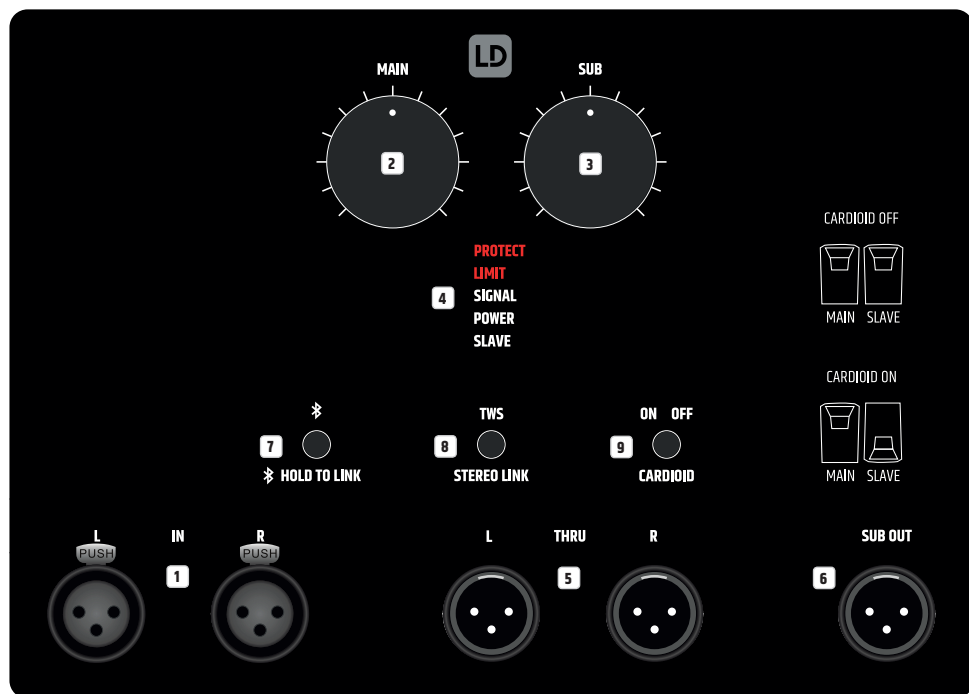 LD
MAIN SUB
2 3
PROTECT
LIMIT
4 SIGNAL
POWER
SLAVE
CARDIOID OFF
MAIN SLAVE
CARDIOID ON
MAIN SLAVE
TWS
ON OFF
7 8 9
HOLD TO LINK
STEREO LINK
CARDIOID
L IN R
PUSH PUSH
1
L THRU R
5
SUB OUT
6